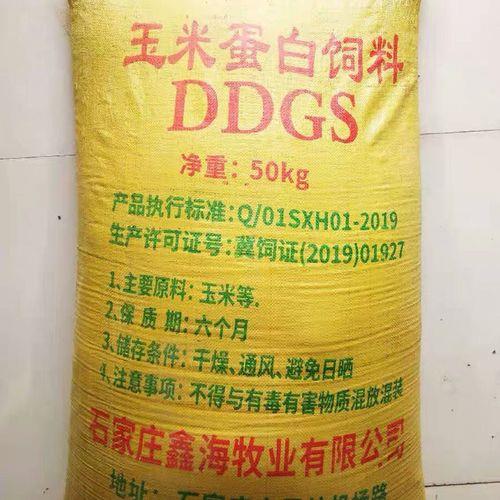 玉米蛋白饲料
DDGS
净重：50kg
产品执行标准：Q/01SXH01-2019
生产许可证号：冀饲证(2019)01927
1、主要原料：玉米等.
2、保 质 期：六个月
3、储存条件：干燥、通风、避免日晒
4、注意事项：不得与有毒有害物质混放混装
石家庄鑫海牧业有限公司
地址：石家庄